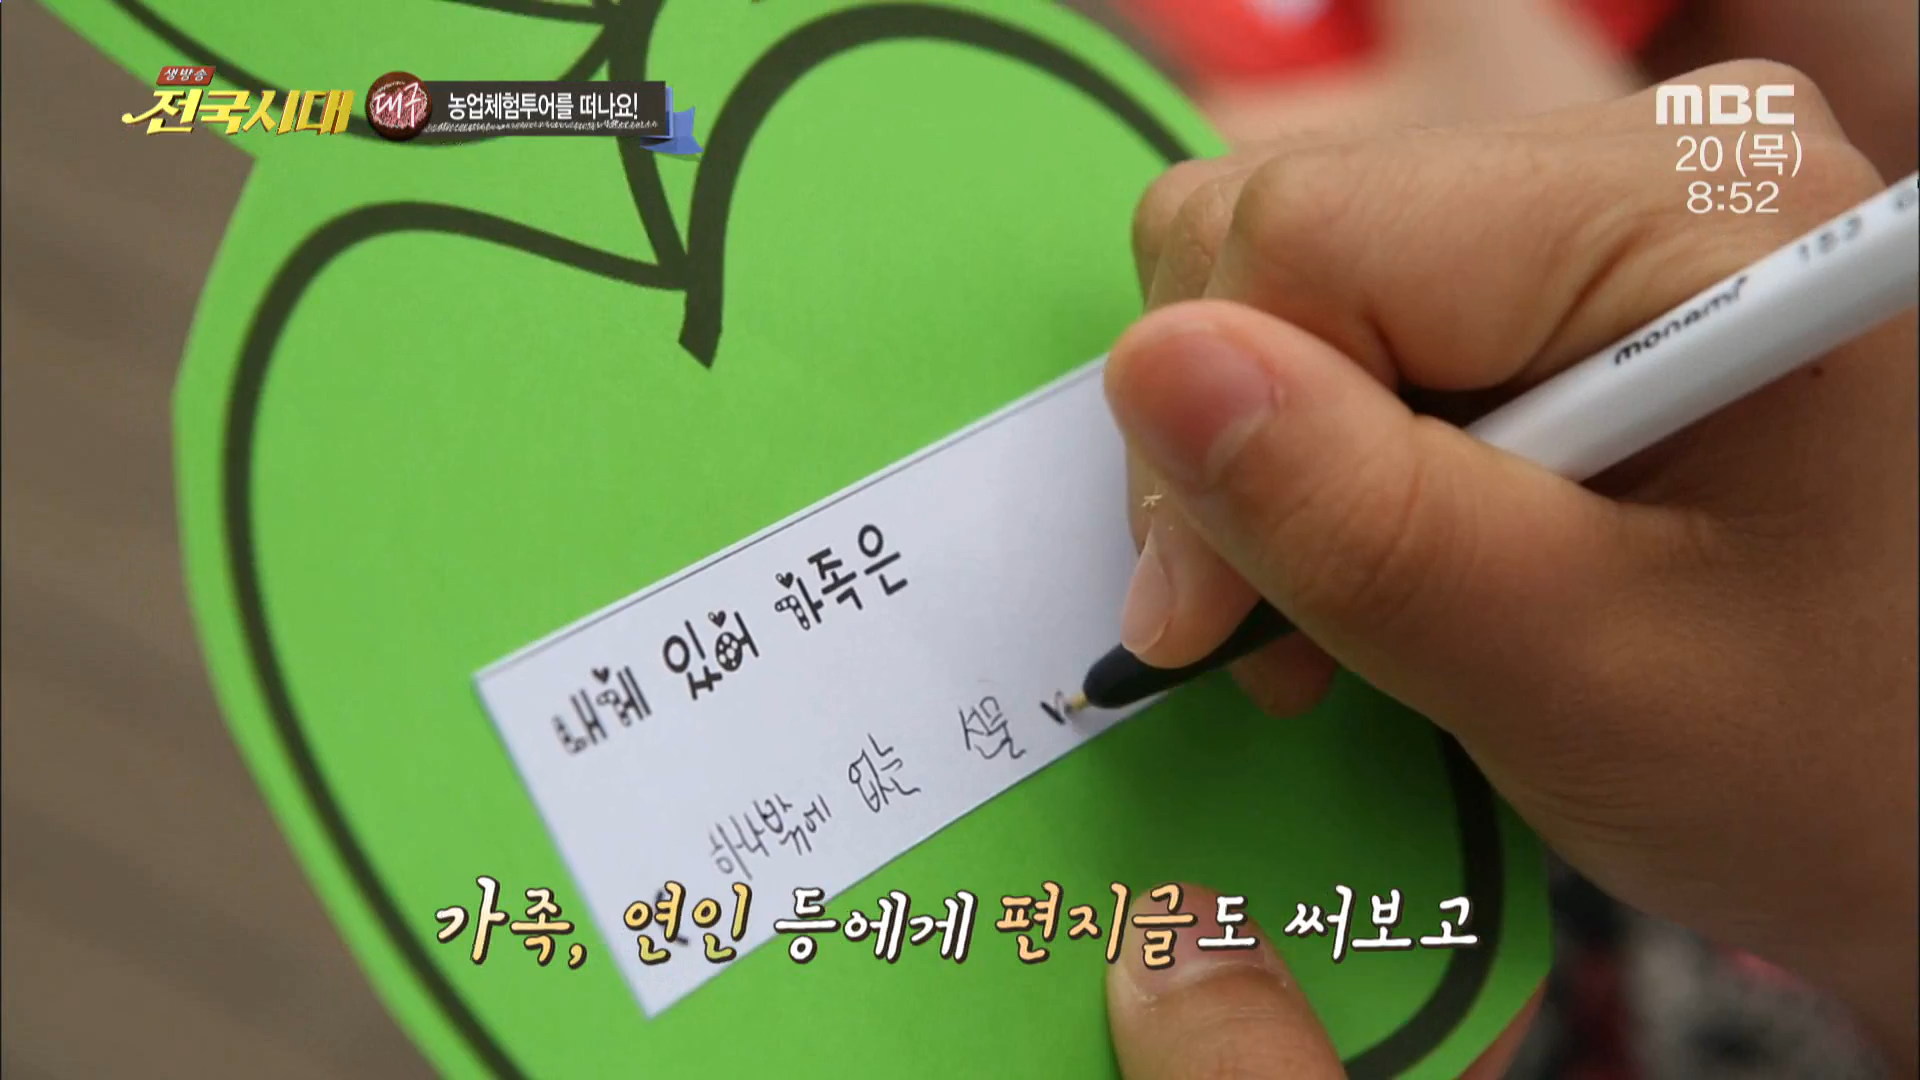 생방송
전국시대
대구
농업체험투어를 떠나요!
MBC
20 (목)
8:52
153
monami
내게 있어 가족은
하나밖에 없는 선물
가족, 연인 등에게 편지글도 써보고